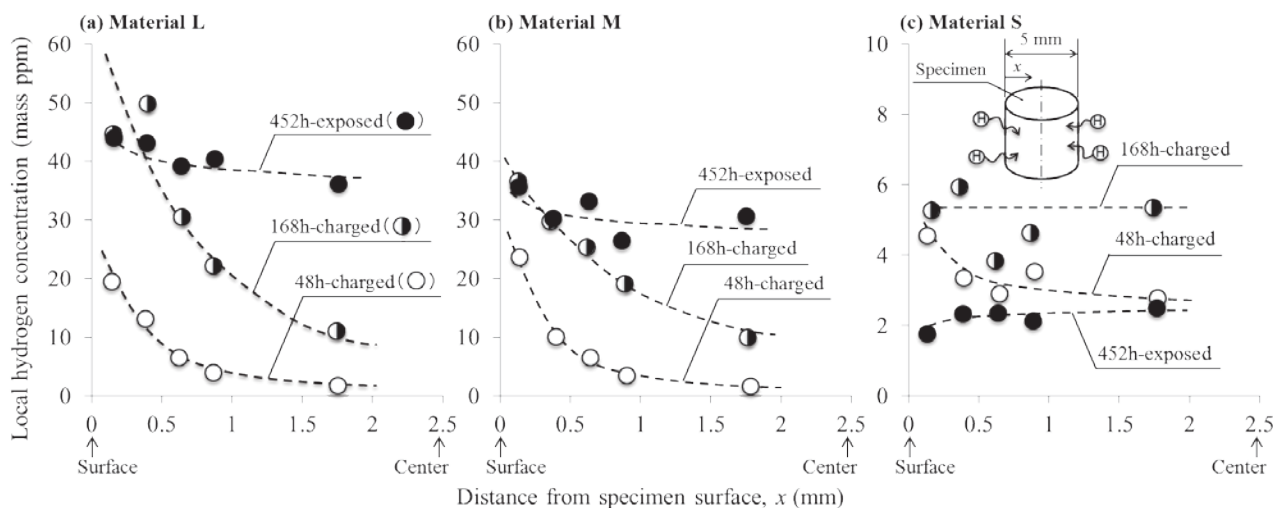 (a) Material L
(b) Material M
(c) Material S
Local hydrogen concentration (mass ppm)
60
50
40
30
20
10
0
452h-exposed(●)
168h-charged(◑)
48h-charged(○)
0
0.5
1
1.5
2
2.5
Surface
Center
60
50
40
30
20
10
0
452h-exposed
168h-charged
48h-charged
0
0.5
1
1.5
2
2.5
Surface
Center
10
8
6
4
2
0
5 mm
x
Specimen
H
H
H
H
168h-charged
48h-charged
452h-exposed
0
0.5
1
1.5
2
2.5
Surface
Center
Distance from specimen surface, x (mm)